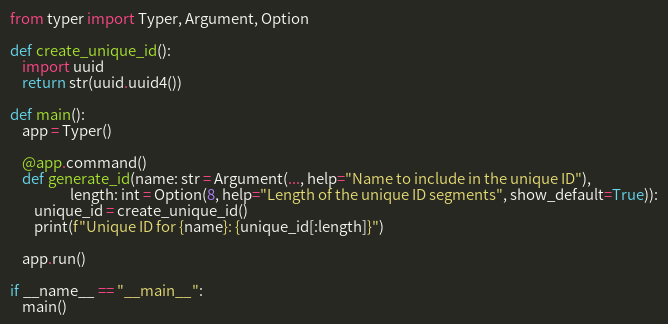 from typer import Typer, Argument, Option

def create_unique_id():
    import uuid
    return str(uuid.uuid4())

def main():
    app = Typer()

    @app.command()
    def generate_id(name: str = Argument(..., help="Name to include in the unique ID"),
                    length: int = Option(8, help="Length of the unique ID segments", show_default=True)):
        unique_id = create_unique_id()
        print(f"Unique ID for {name}: {unique_id[:length]}")

    app.run()

if __name__ == "__main__":
    main()